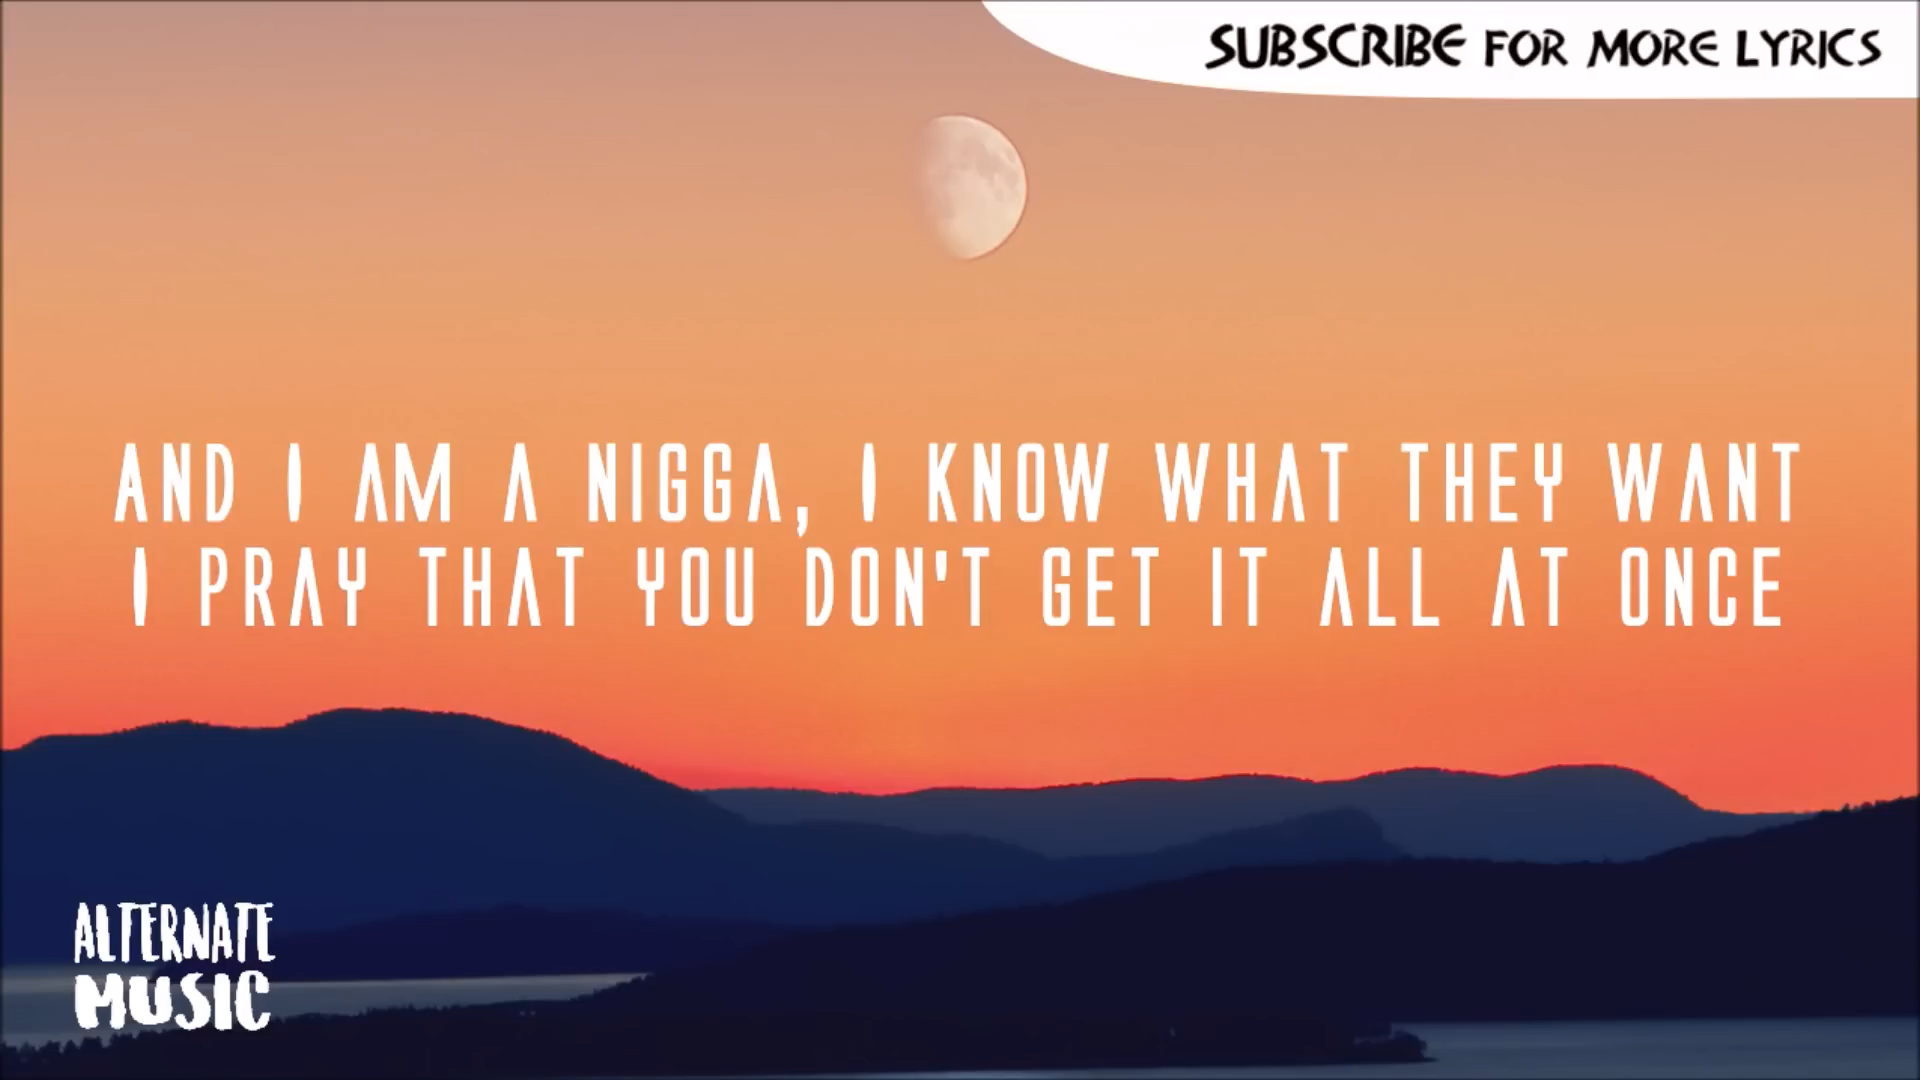 SUBSCRIBE FOR MORE LYRICS
AND I AM A NIGGA, I KNOW WHAT THEY WANT
I PRAY THAT YOU DON'T GET IT ALL AT ONCE
ALTERNATE
MUSIC